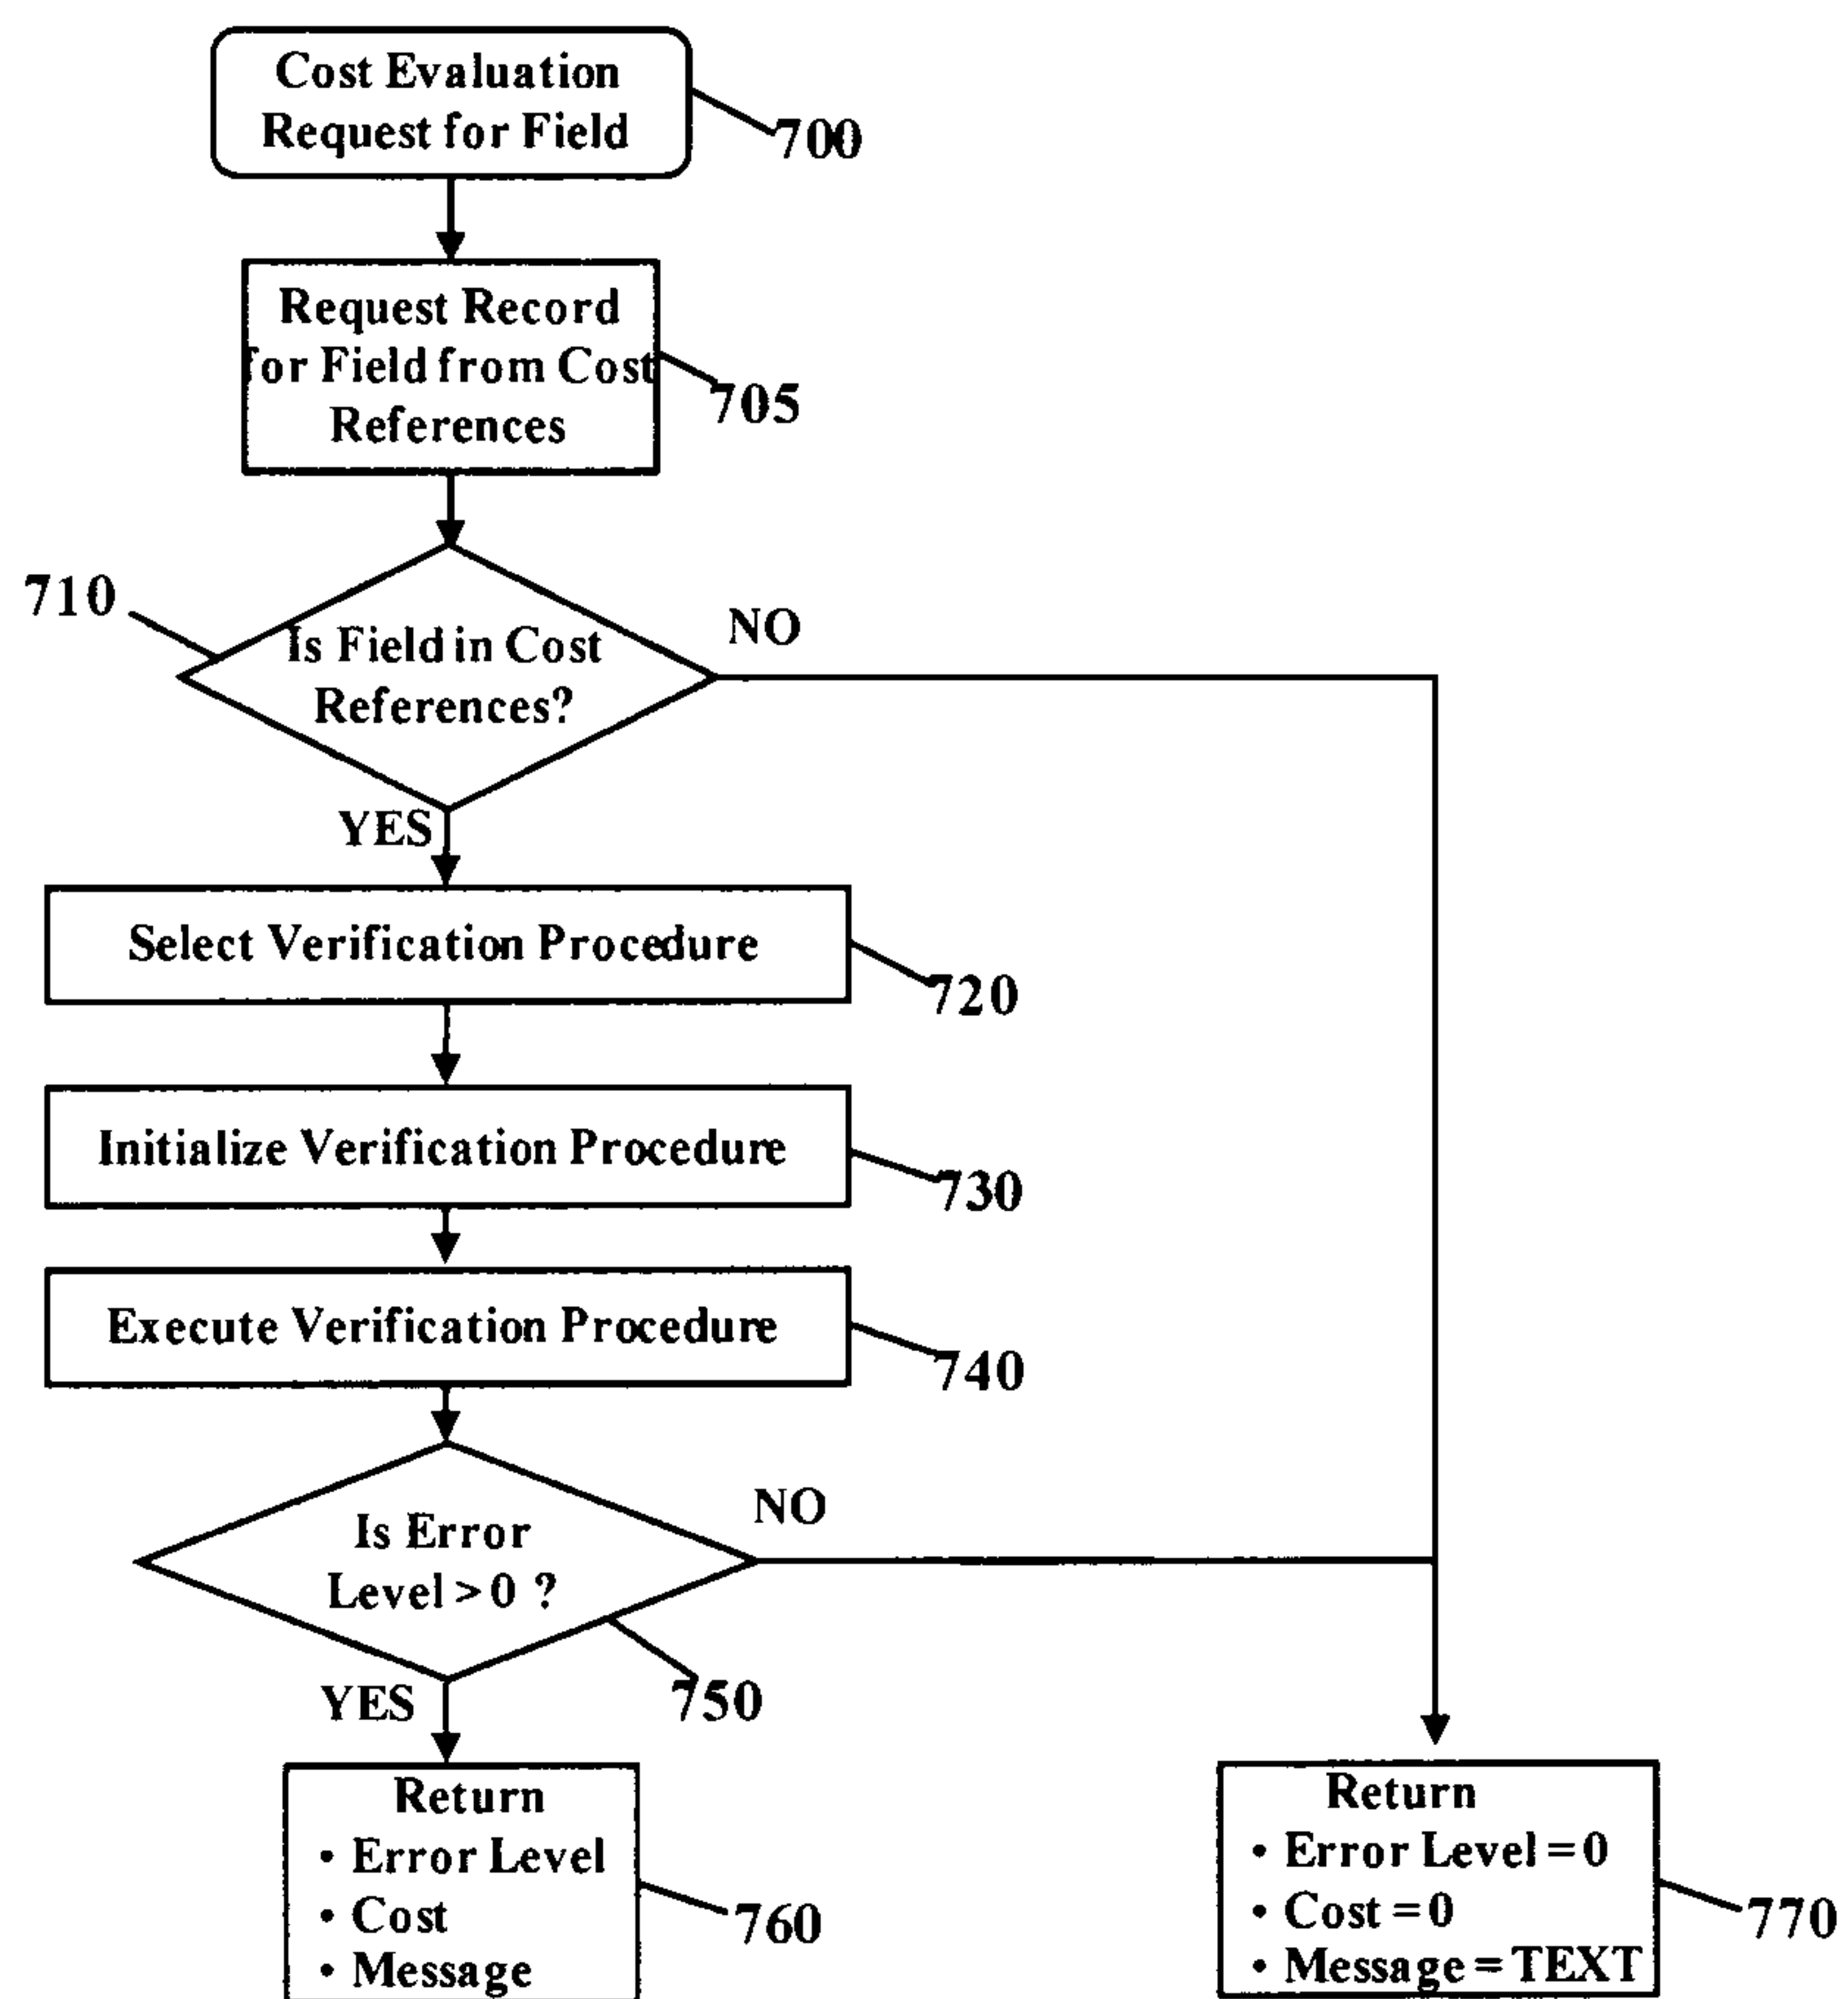 Cost Evaluation
Request for Field
700
Request Record
for Field from Cost
References
705
710
Is Field in Cost
References?
NO
YES
Select Verification Procedure
720
Initialize Verification Procedure
730
Execute Verification Procedure
740
Is Error
Level > 0 ?
NO
750
YES
Return
• Error Level
• Cost
• Message
760
Return
• Error Level = 0
• Cost = 0
• Message = TEXT
770